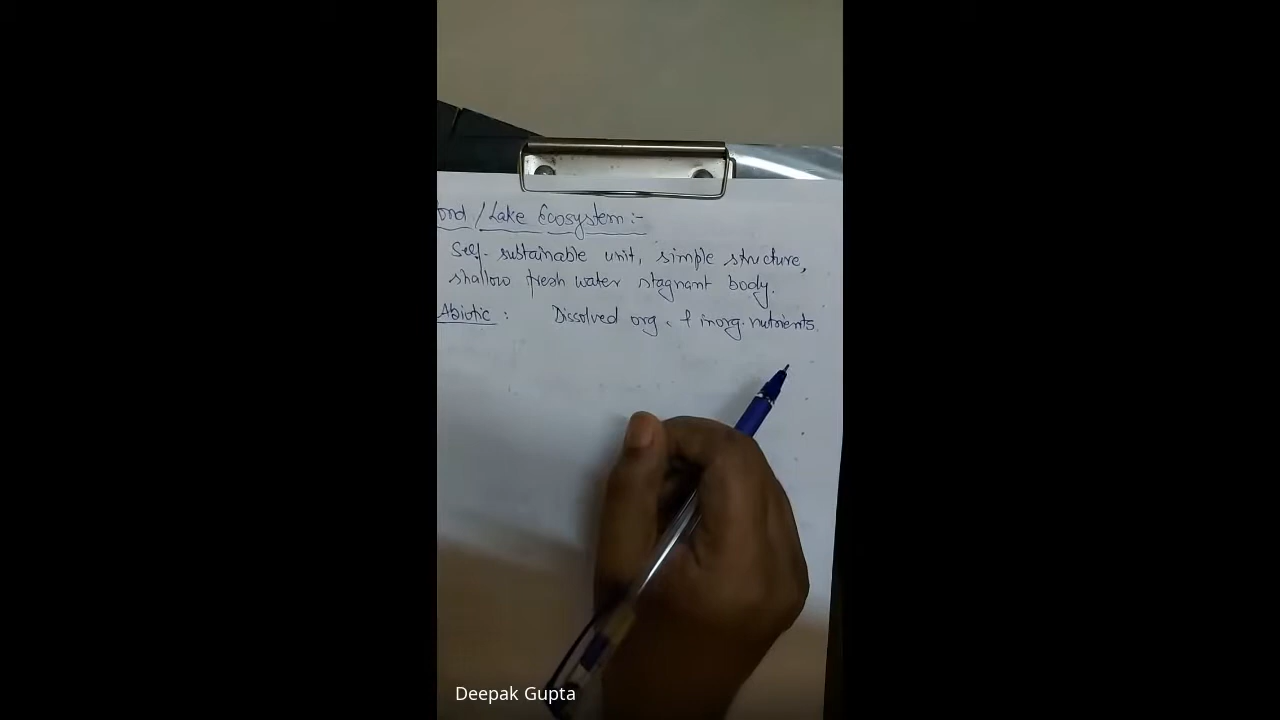 ond / Lake Ecosystem :-
Self-sustainable unit, simple structure,
shallow fresh water stagnant body.
Abiotic : Dissolved org. & inorg. nutrients.
Deepak Gupta